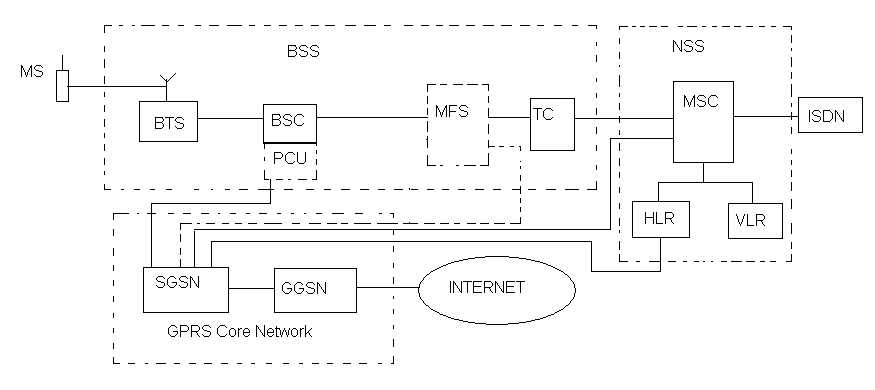 BSS
NSS
MS
MSC
MFS
TC
ISDN
BTS
BSC
PCU
HLR
VLR
SGSN
GGSN
INTERNET
GPRS Core Network